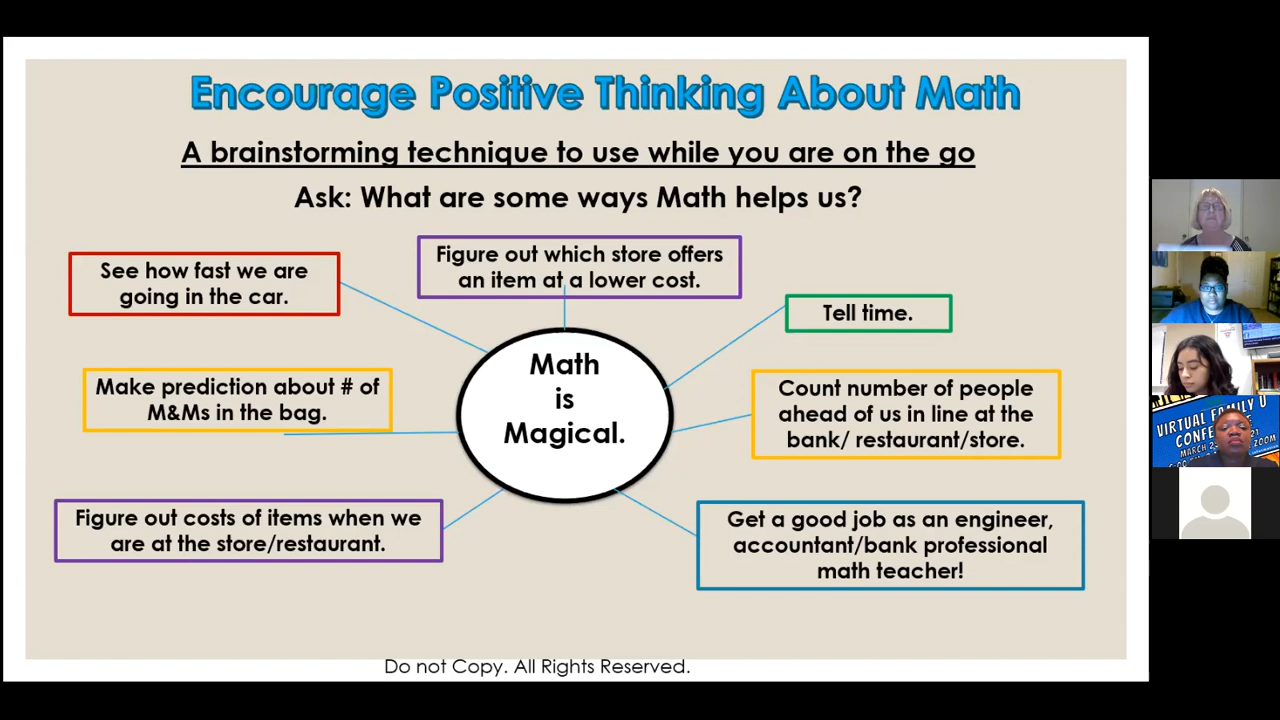 Encourage Positive Thinking About Math
A brainstorming technique to use while you are on the go
Ask: What are some ways Math helps us?
See how fast we are
going in the car.
Figure out which store offers
an item at a lower cost.
Tell time.
Math
is
Magical.
Make prediction about # of
M&Ms in the bag.
Count number of people
ahead of us in line at the
bank/ restaurant/store.
Figure out costs of items when we
are at the store/restaurant.
Get a good job as an engineer,
accountant/bank professional
math teacher!
Do not Copy. All Rights Reserved.
VIRTUAL FAMILY U
MARCH
ZOOM